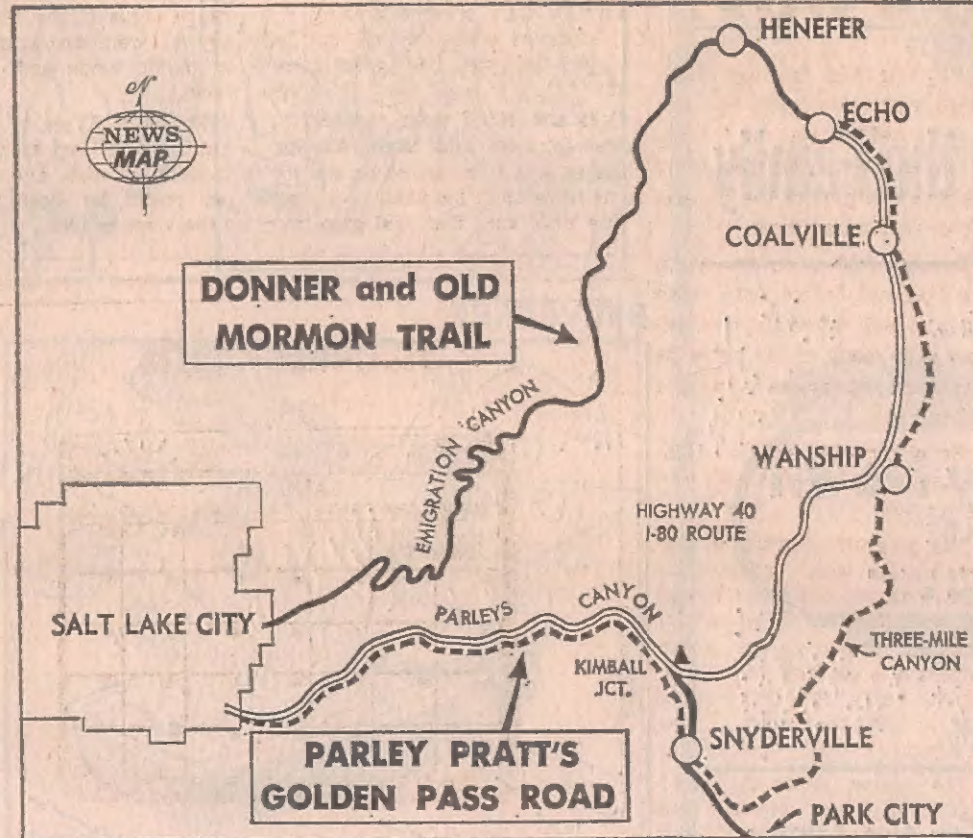 N
NEWS
MAP
HENEFER
ECHO
COALVILLE
DONNER and OLD
MORMON TRAIL
EMIGRATION CANYON
WANSHIP
HIGHWAY 40
I-80 ROUTE
SALT LAKE CITY
PARLEYS CANYON
KIMBALL
JCT.
THREE-MILE
CANYON
SNYDERVILLE
PARLEY PRATT'S
GOLDEN PASS ROAD
PARK CITY